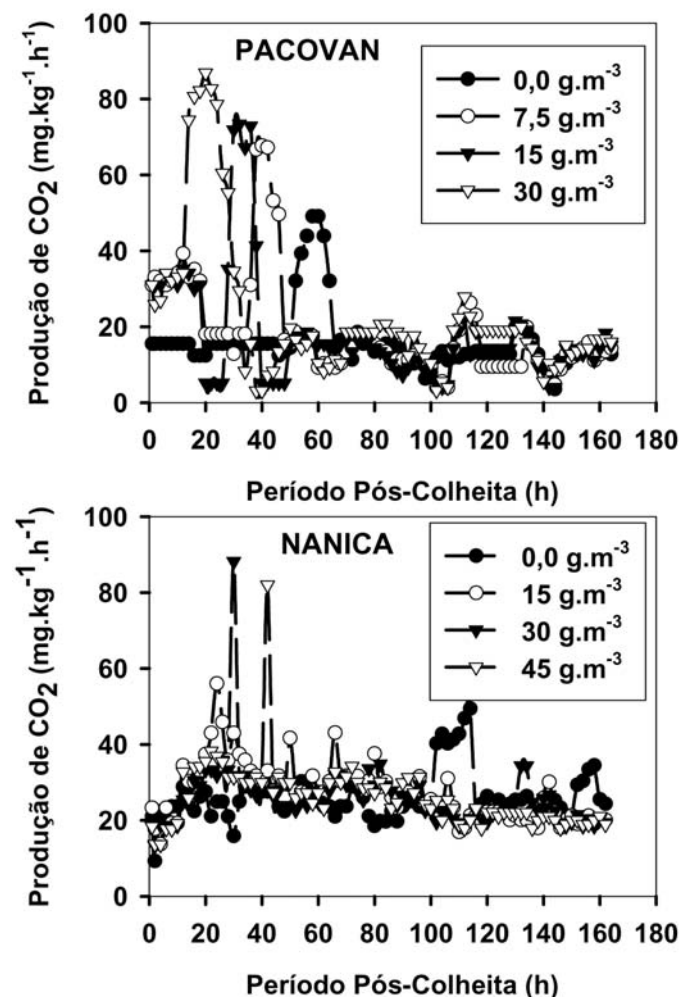 PACOVAN
0,0 g.m⁻³
7,5 g.m⁻³
15 g.m⁻³
30 g.m⁻³
Produção de CO₂ (mg.kg⁻¹.h⁻¹)
100
80
60
40
20
0
0 20 40 60 80 100 120 140 160 180
Período Pós-Colheita (h)
NANICA
0,0 g.m⁻³
15 g.m⁻³
30 g.m⁻³
45 g.m⁻³
Produção de CO₂ (mg.kg⁻¹.h⁻¹)
100
80
60
40
20
0
0 20 40 60 80 100 120 140 160 180
Período Pós-Colheita (h)